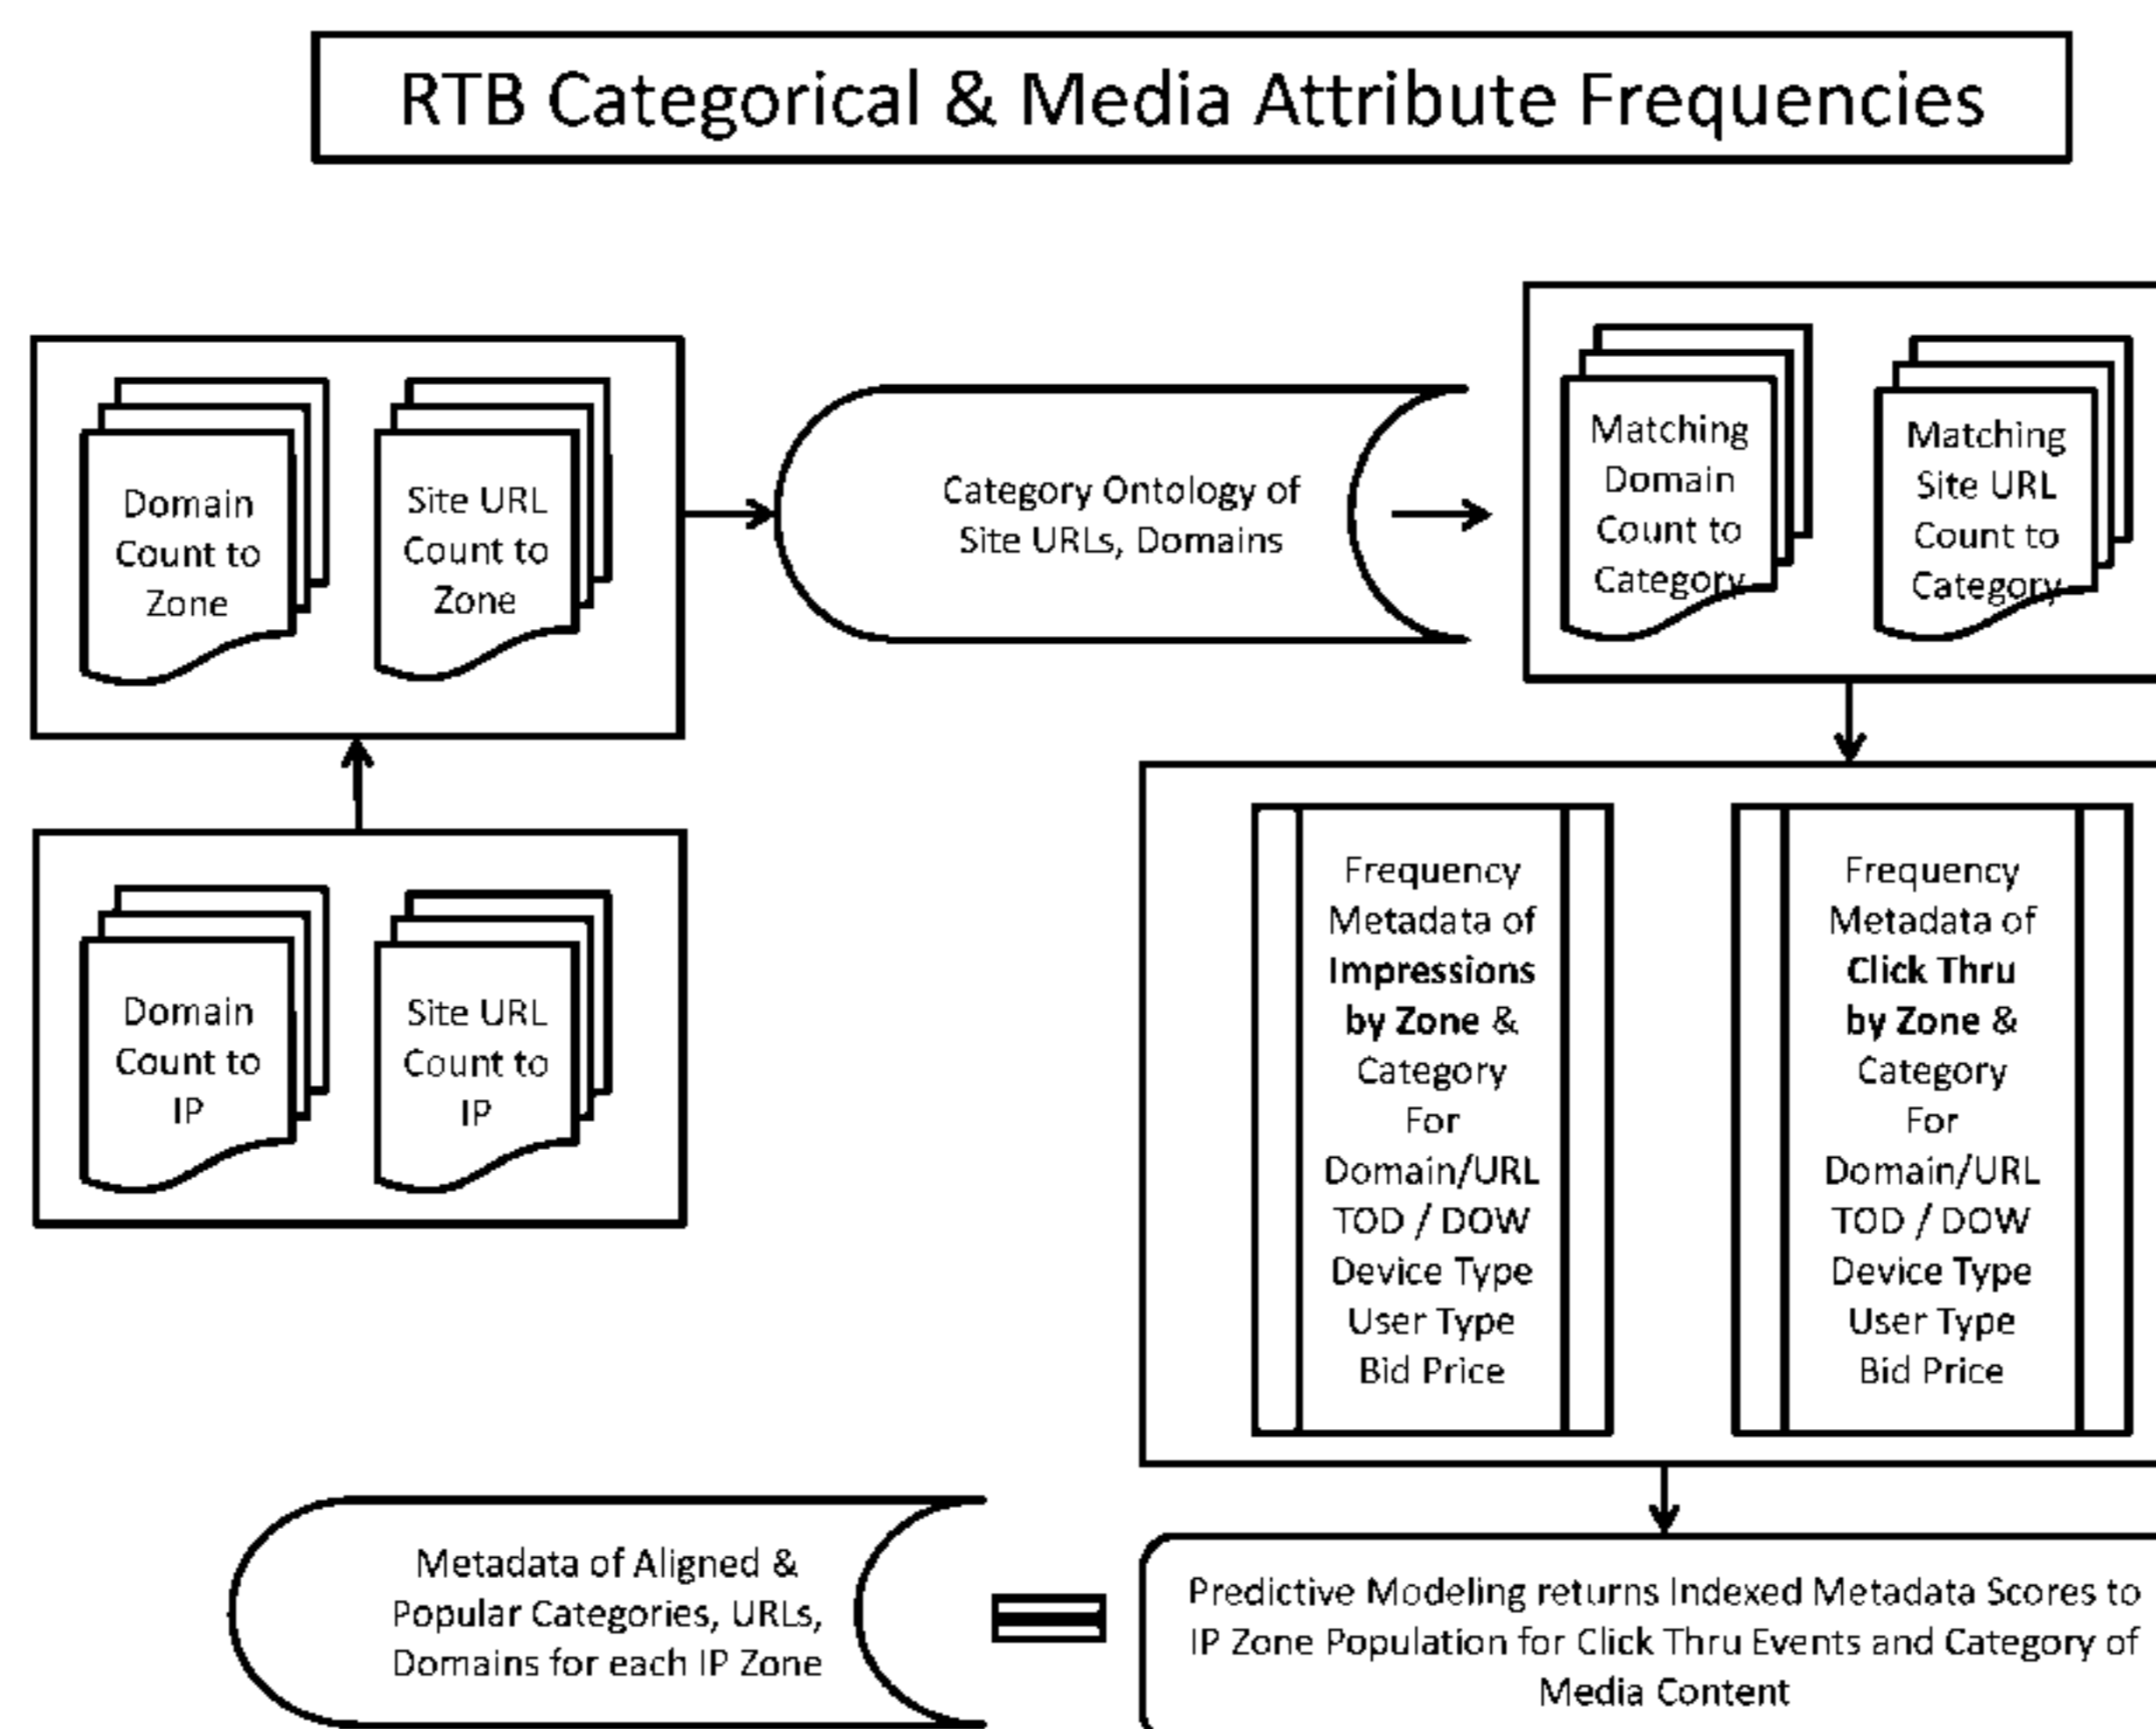 RTB Categorical & Media Attribute Frequencies
Domain
Count to
Zone
Site URL
Count to
Zone
Category Ontology of
Site URLs, Domains
Matching
Domain
Count to
Category
Matching
Site URL
Count to
Category
Domain
Count to
IP
Site URL
Count to
IP
Frequency
Metadata of
Impressions
by Zone &
Category
For
Domain/URL
TOD / DOW
Device Type
User Type
Bid Price
Frequency
Metadata of
Click Thru
by Zone &
Category
For
Domain/URL
TOD / DOW
Device Type
User Type
Bid Price
Metadata of Aligned &
Popular Categories, URLs,
Domains for each IP Zone
Predictive Modeling returns Indexed Metadata Scores to
IP Zone Population for Click Thru Events and Category of
Media Content